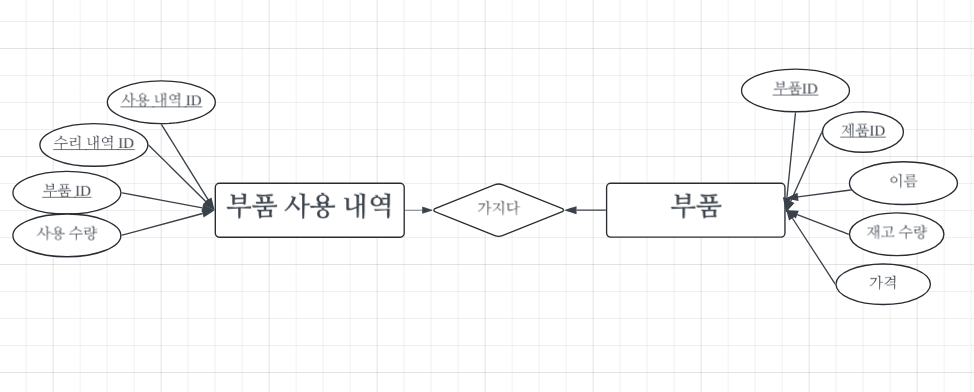 사용 내역 ID
수리 내역 ID
부품 ID
사용 수량
부품 사용 내역
가지다
부품
부품ID
제품ID
이름
재고 수량
가격